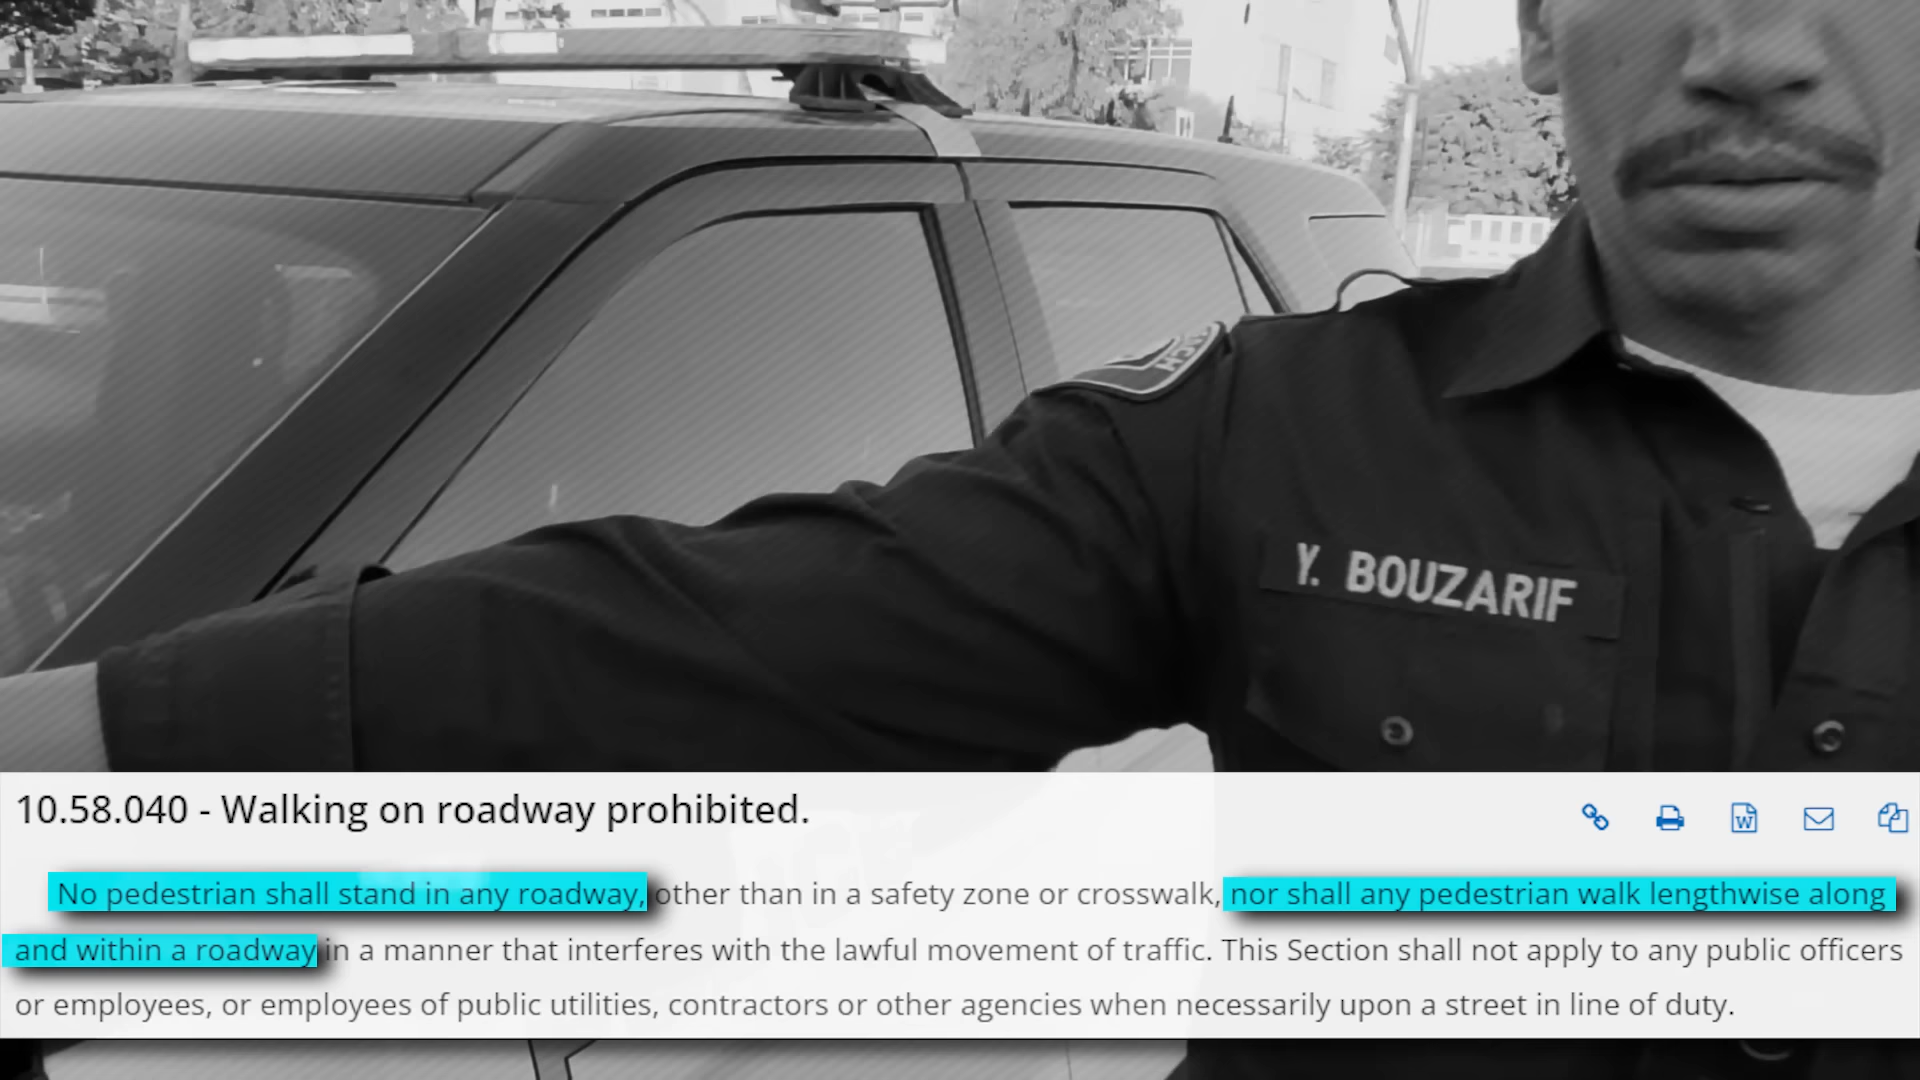 Y. BOUZARIF
10.58.040 - Walking on roadway prohibited.
No pedestrian shall stand in any roadway, other than in a safety zone or crosswalk, nor shall any pedestrian walk lengthwise along
and within a roadway in a manner that interferes with the lawful movement of traffic. This Section shall not apply to any public officers
or employees, or employees of public utilities, contractors or other agencies when necessarily upon a street in line of duty.